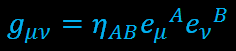 g_{μν} = η_{AB} e_μ^A e_ν^B